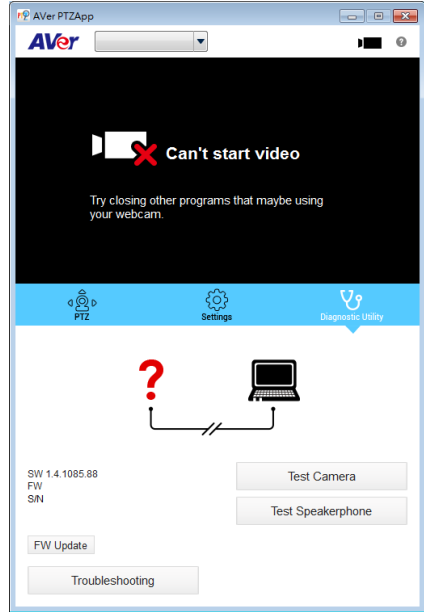 AVer PTZApp
AVer
Can't start video
Try closing other programs that maybe using
your webcam.
PTZ
Settings
Diagnostic Utility
?
SW 1.4.1085.88
FW
S/N
Test Camera
Test Speakerphone
FW Update
Troubleshooting